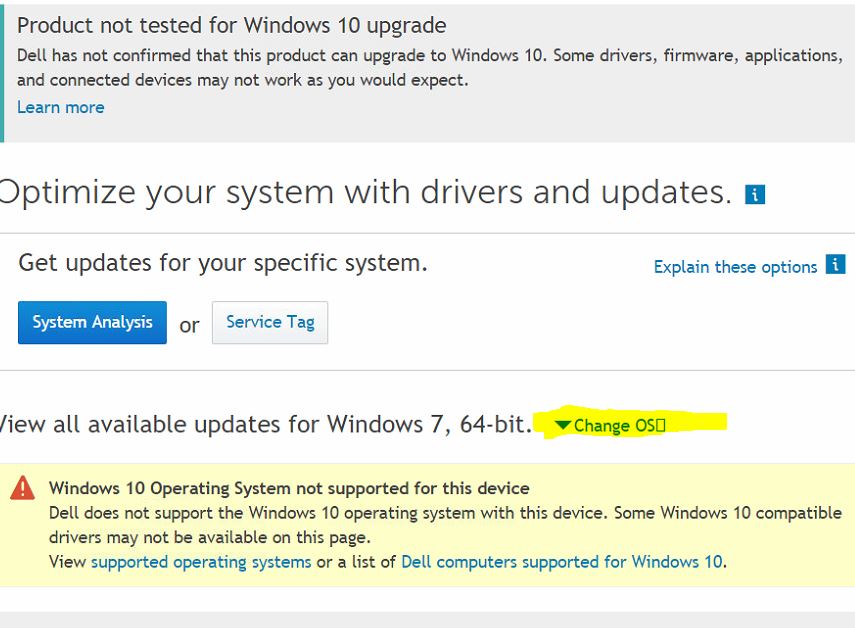 Product not tested for Windows 10 upgrade
Dell has not confirmed that this product can upgrade to Windows 10. Some drivers, firmware, applications,
and connected devices may not work as you would expect.
Learn more
Optimize your system with drivers and updates. i
Get updates for your specific system.
Explain these options i
System Analysis or Service Tag
View all available updates for Windows 7, 64-bit. Change OS
Windows 10 Operating System not supported for this device
Dell does not support the Windows 10 operating system with this device. Some Windows 10 compatible
drivers may not be available on this page.
View supported operating systems or a list of Dell computers supported for Windows 10.